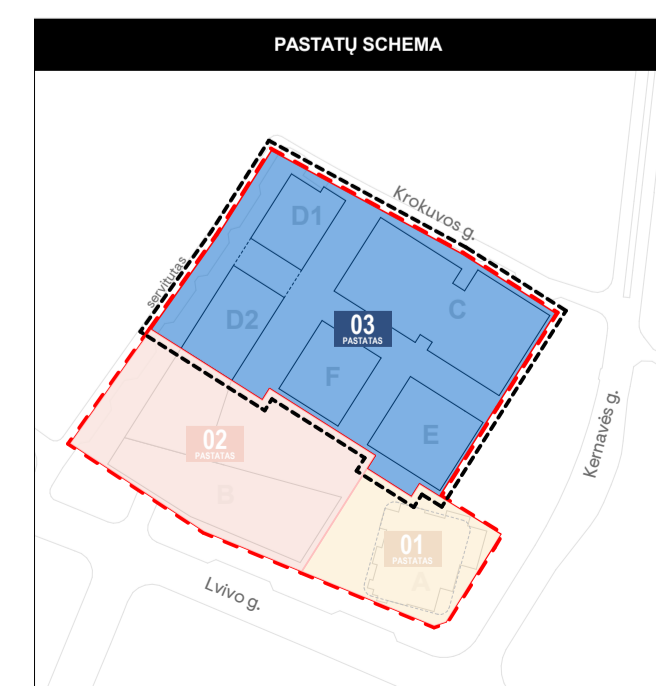 PASTATŲ SCHEMA
Krokuvos g.
D1
servitutas
C
D2
03
PASTATAS
F
Kernavės g.
E
02
PASTATAS
B
01
PASTATAS
A
Lvivo g.